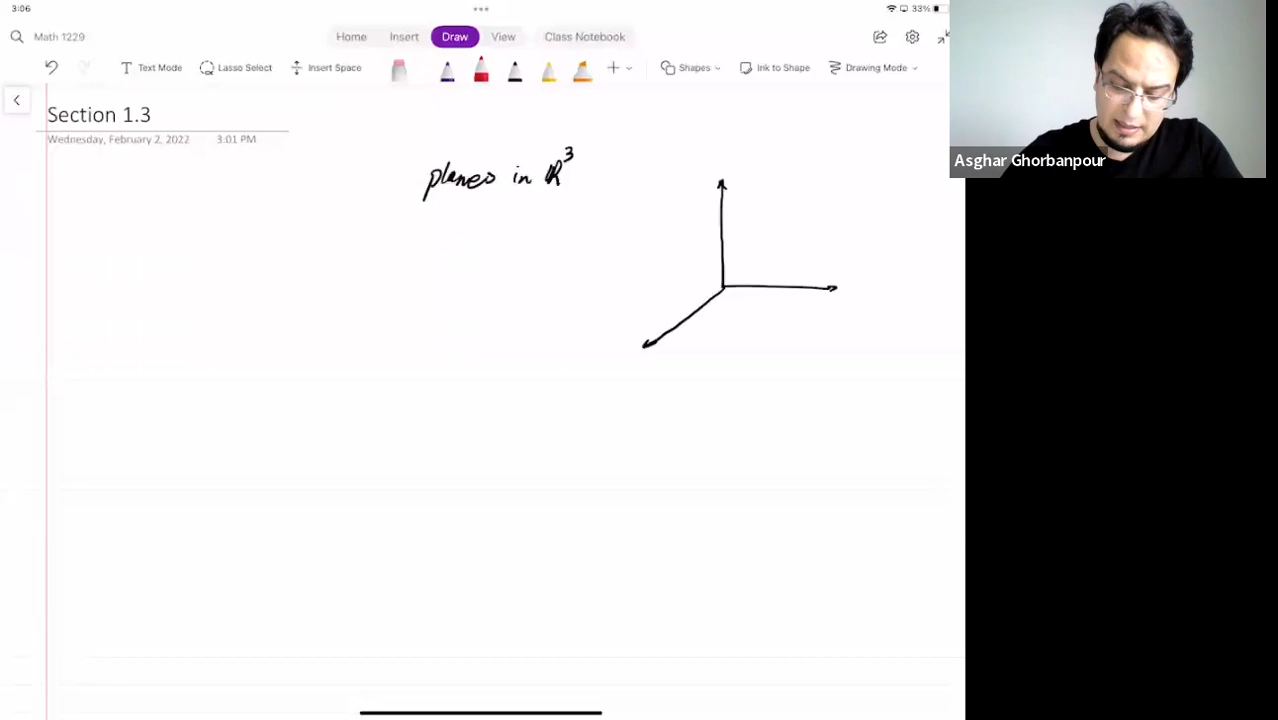 3:06
33%
Math 1229
Home Insert Draw View Class Notebook
Text Mode Lasso Select Insert Space Shapes Ink to Shape Drawing Mode
Section 1.3
Wednesday, February 2, 2022 3:01 PM
planes in ℝ³
Asghar Ghorbanpour